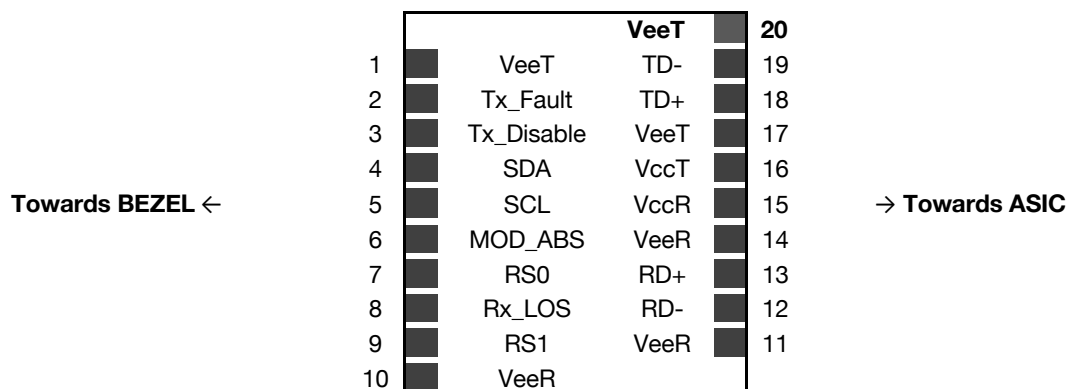 VeeT 20
1 VeeT TD- 19
2 Tx_Fault TD+ 18
3 Tx_Disable VeeT 17
4 SDA VccT 16
Towards BEZEL ← 5 SCL VccR 15 → Towards ASIC
6 MOD_ABS VeeR 14
7 RS0 RD+ 13
8 Rx_LOS RD- 12
9 RS1 VeeR 11
10 VeeR